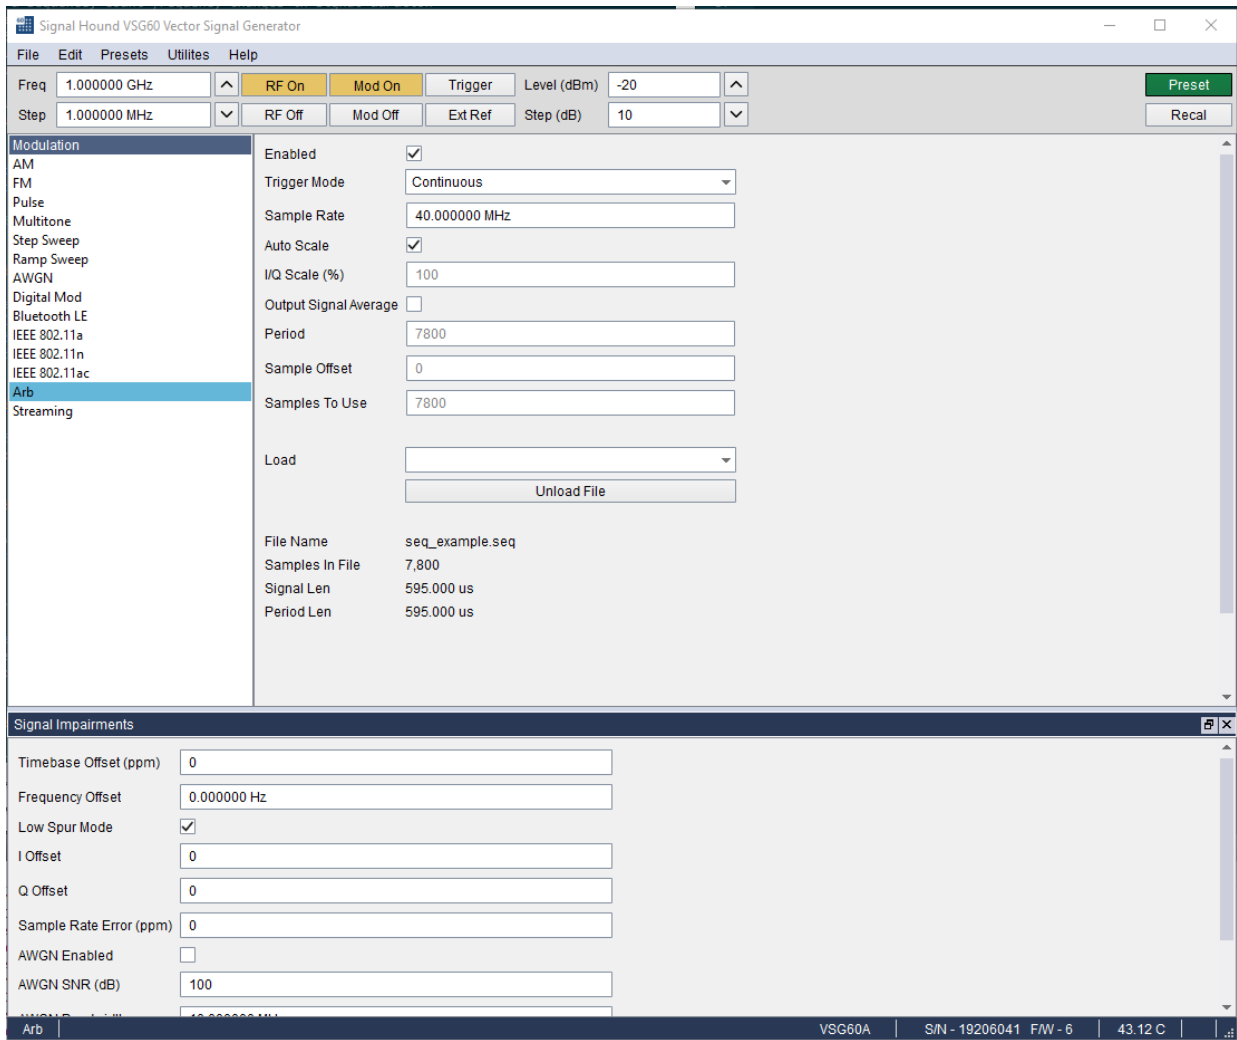 Signal Hound VSG60 Vector Signal Generator
File Edit Presets Utilites Help
Freq 1.000000 GHz RF On Mod On Trigger Level (dBm) -20 Preset
Step 1.000000 MHz RF Off Mod Off Ext Ref Step (dB) 10 Recal
Modulation
AM
FM
Pulse
Multitone
Step Sweep
Ramp Sweep
AWGN
Digital Mod
Bluetooth LE
IEEE 802.11a
IEEE 802.11n
IEEE 802.11ac
Arb
Streaming
Enabled
Trigger Mode Continuous
Sample Rate 40.000000 MHz
Auto Scale
I/Q Scale (%) 100
Output Signal Average
Period 7800
Sample Offset 0
Samples To Use 7800
Load
Unload File
File Name seq_example.seq
Samples In File 7,800
Signal Len 595.000 us
Period Len 595.000 us
Signal Impairments
Timebase Offset (ppm) 0
Frequency Offset 0.000000 Hz
Low Spur Mode
I Offset 0
Q Offset 0
Sample Rate Error (ppm) 0
AWGN Enabled
AWGN SNR (dB) 100
Arb VSG60A S/N - 19206041 F/W - 6 43.12 C